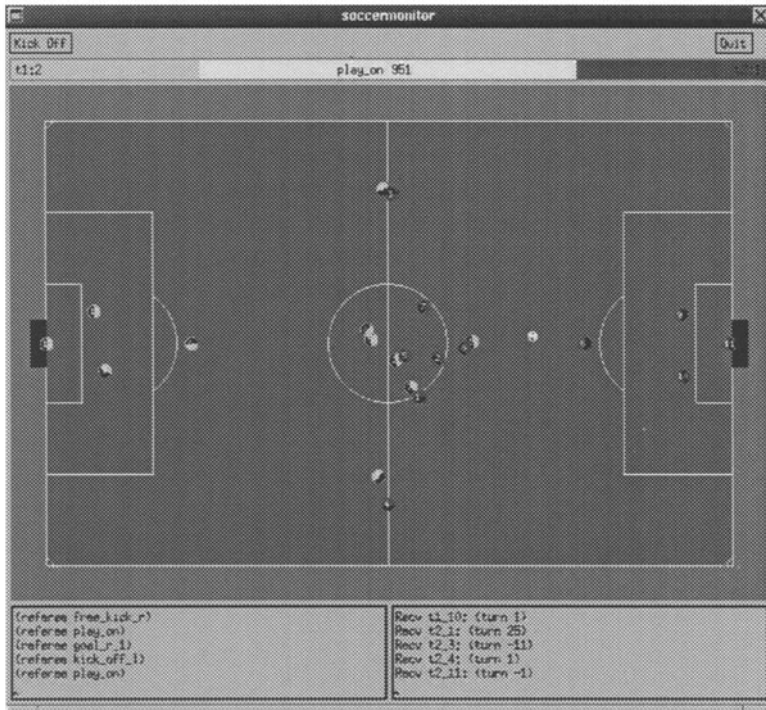 soccermonitor
Kick Off
Quit
t1:2
play_on 951
(referee free_kick_r)
(referee play_on)
(referee goal_r_1)
(referee kick_off_l)
(referee play_on)
Recv t1_10: (turn 1)
Recv t2_1: (turn 25)
Recv t2_3: (turn -11)
Recv t2_4: (turn 1)
Recv t2_11: (turn -1)